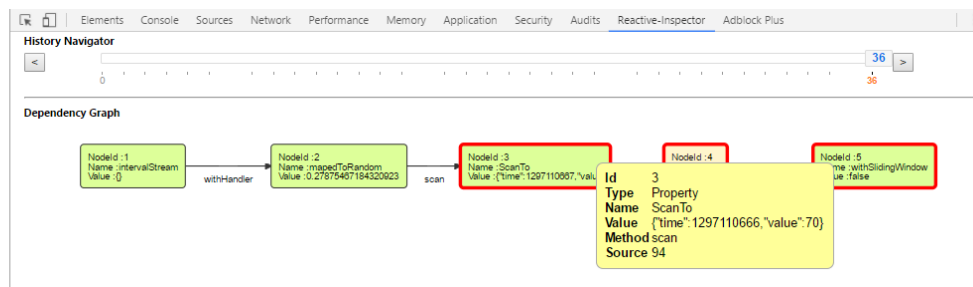 Elements Console Sources Network Performance Memory Application Security Audits Reactive-Inspector Adblock Plus
History Navigator
< 36 >
0 36
Dependency Graph
NodeId :1
Name :intervalStream
Value :{}
withHandler
NodeId :2
Name :mapedToRandom
Value :0.27875467184320923
scan
NodeId :3
Name :ScanTo
Value :{"time":1297110667,"valu
NodeId :4
NodeId :5
Name :withSlidingWindow
ue :false
Id 3
Type Property
Name ScanTo
Value {"time":1297110666,"value":70}
Method scan
Source 94